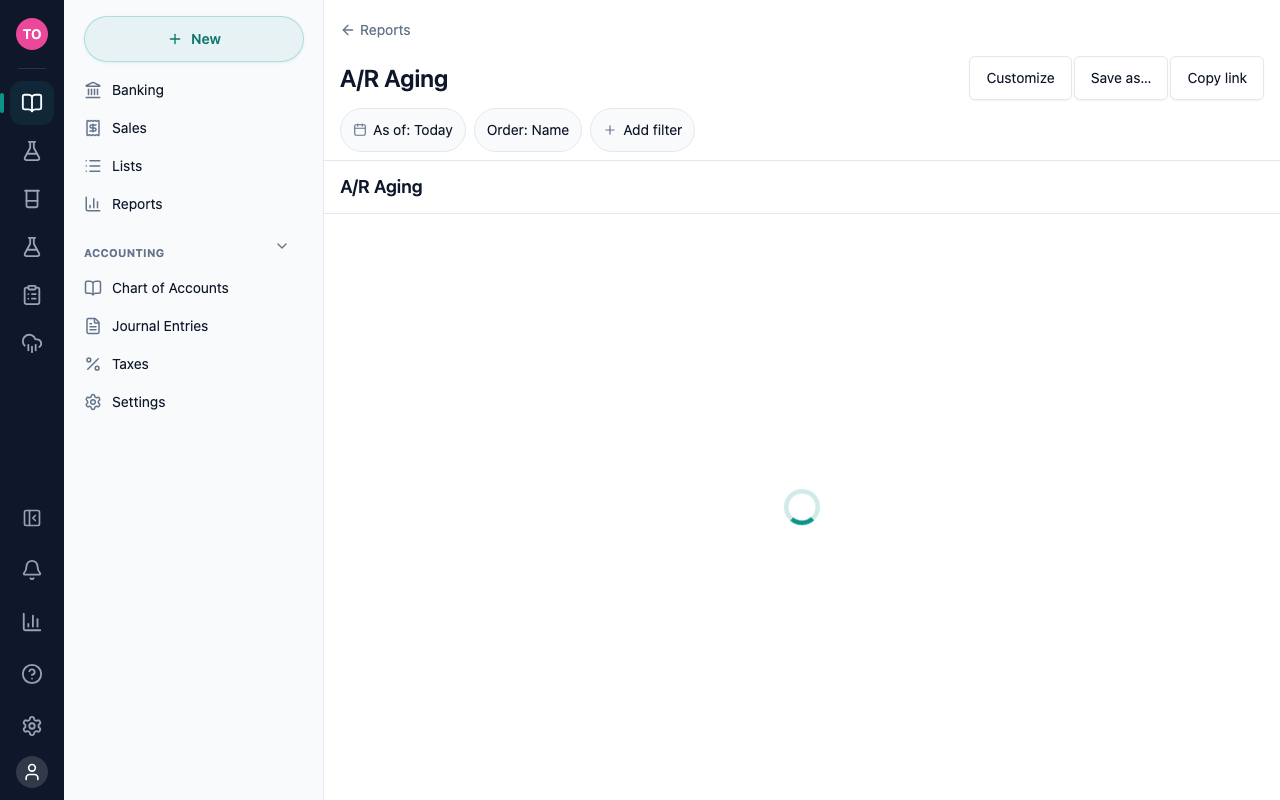 TO
New
Banking
Sales
Lists
Reports
ACCOUNTING
Chart of Accounts
Journal Entries
Taxes
Settings
Reports
A/R Aging
Customize
Save as...
Copy link
As of: Today
Order: Name
Add filter
A/R Aging